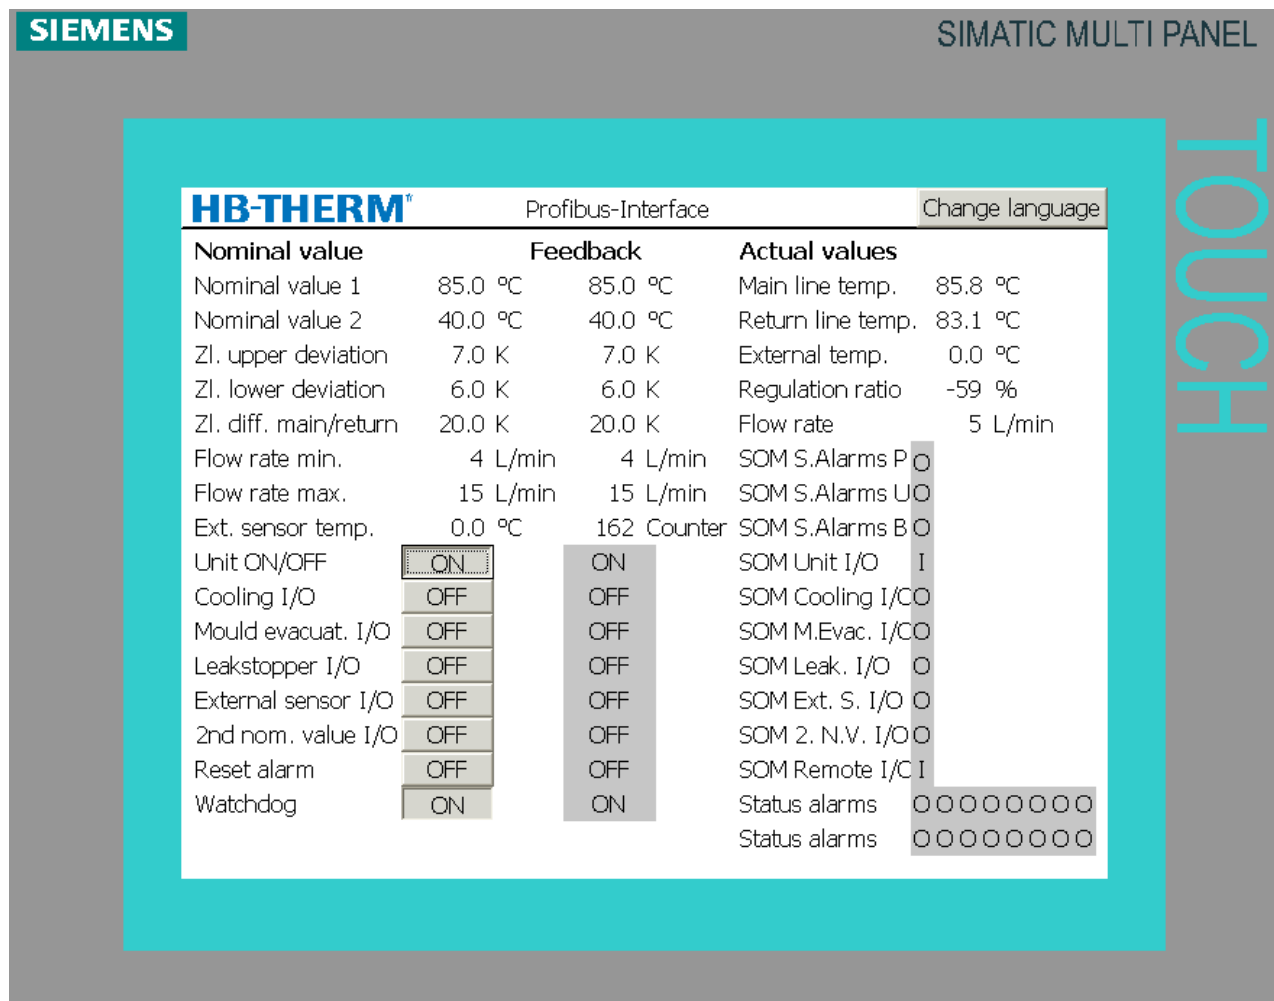 SIEMENS
SIMATIC MULTI PANEL
TOUCH
HB-THERM®
Profibus-Interface
Change language
Nominal value Feedback Actual values
Nominal value 1 85.0 °C 85.0 °C Main line temp. 85.8 °C
Nominal value 2 40.0 °C 40.0 °C Return line temp. 83.1 °C
Zl. upper deviation 7.0 K 7.0 K External temp. 0.0 °C
Zl. lower deviation 6.0 K 6.0 K Regulation ratio -59 %
Zl. diff. main/return 20.0 K 20.0 K Flow rate 5 L/min
Flow rate min. 4 L/min 4 L/min SOM S.Alarms P O
Flow rate max. 15 L/min 15 L/min SOM S.Alarms U O
Ext. sensor temp. 0.0 °C 162 Counter SOM S.Alarms B O
Unit ON/OFF ON ON SOM Unit I/O I
Cooling I/O OFF OFF SOM Cooling I/C O
Mould evacuat. I/O OFF OFF SOM M.Evac. I/C O
Leakstopper I/O OFF OFF SOM Leak. I/O O
External sensor I/O OFF OFF SOM Ext. S. I/O O
2nd nom. value I/O OFF OFF SOM 2. N.V. I/O O
Reset alarm OFF OFF SOM Remote I/C I
Watchdog ON ON Status alarms O O O O O O O O
Status alarms O O O O O O O O